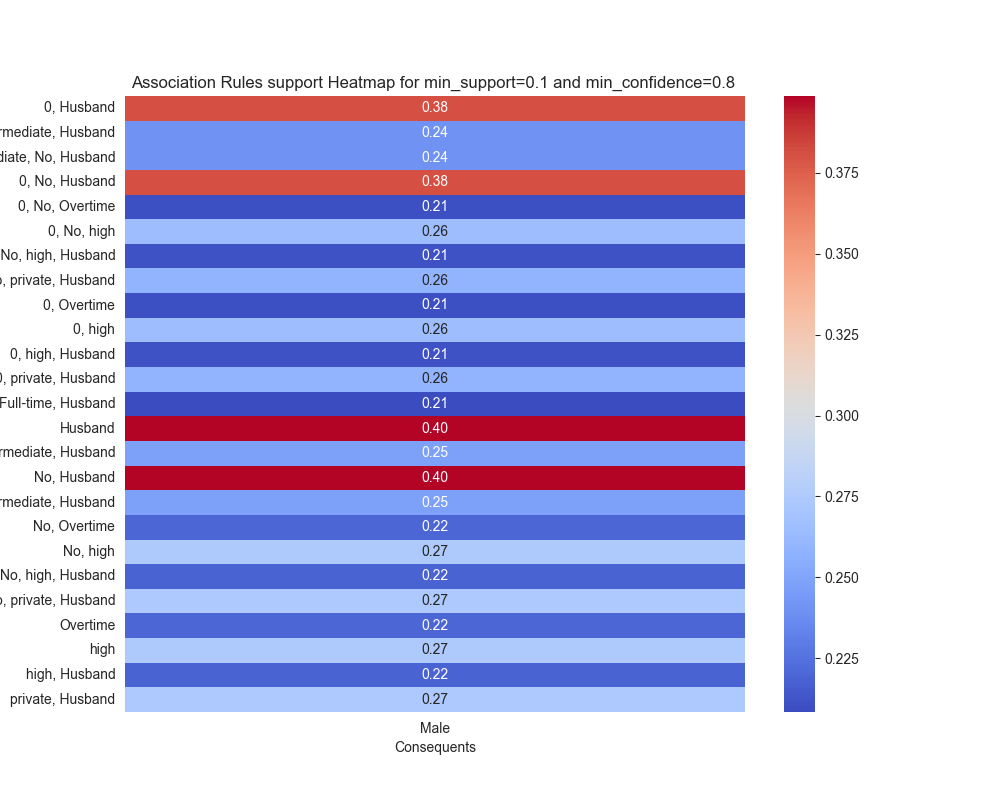 Association Rules support Heatmap for min_support=0.1 and min_confidence=0.8
0, Husband 0.38
rmediate, Husband 0.24
diate, No, Husband 0.24
0, No, Husband 0.38
0, No, Overtime 0.21
0, No, high 0.26
No, high, Husband 0.21
o, private, Husband 0.26
0, Overtime 0.21
0, high 0.26
0, high, Husband 0.21
0, private, Husband 0.26
Full-time, Husband 0.21
Husband 0.40
rmediate, Husband 0.25
No, Husband 0.40
rmediate, Husband 0.25
No, Overtime 0.22
No, high 0.27
No, high, Husband 0.22
o, private, Husband 0.27
Overtime 0.22
high 0.27
high, Husband 0.22
private, Husband 0.27
Male
Consequents
0.375
0.350
0.325
0.300
0.275
0.250
0.225